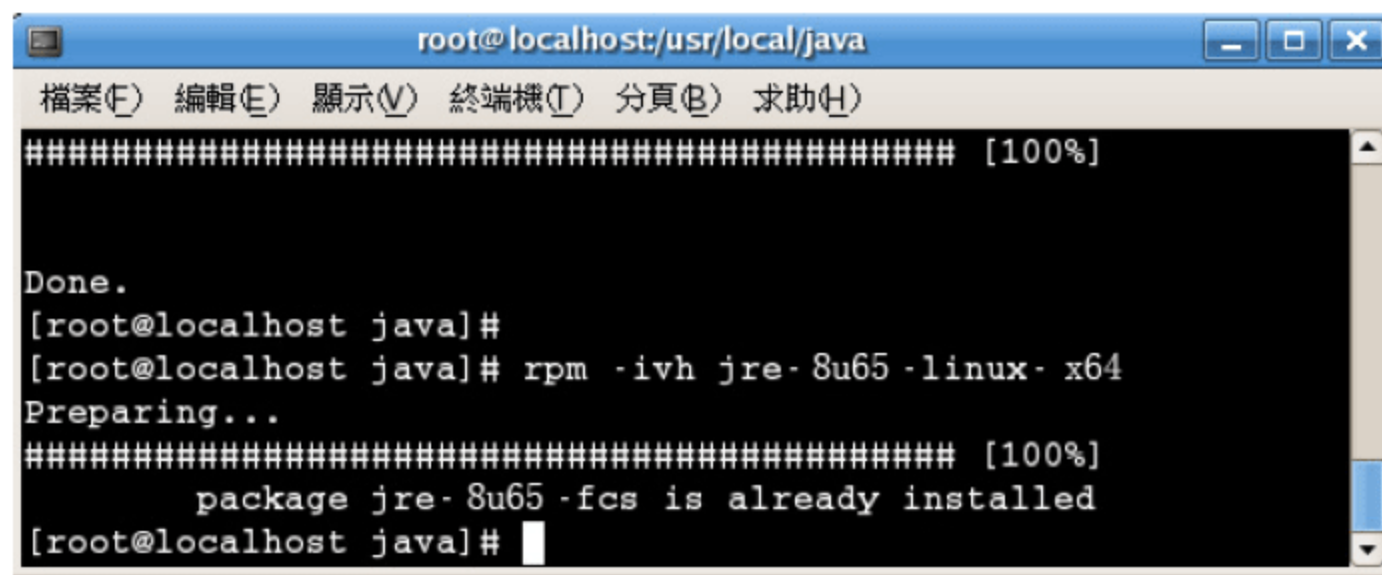 root@localhost:/usr/local/java
檔案(F) 編輯(E) 顯示(V) 終端機(T) 分頁(B) 求助(H)
########################################### [100%]
Done.
[root@localhost java]#
[root@localhost java]# rpm -ivh jre-8u65-linux-x64
Preparing...
########################################### [100%]
package jre-8u65-fcs is already installed
[root@localhost java]#